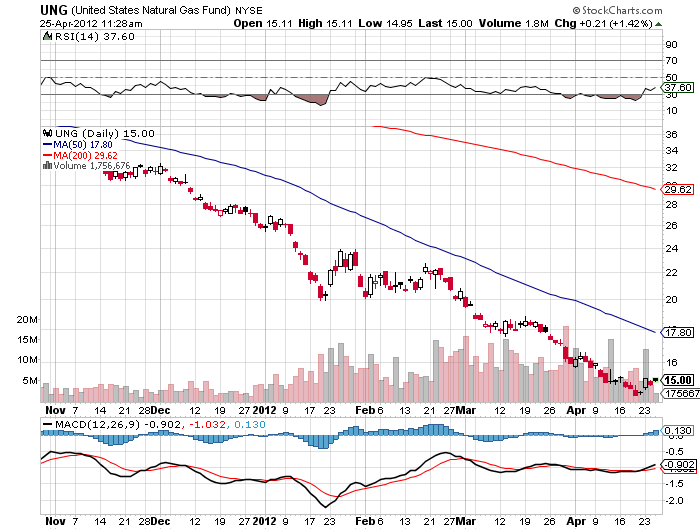 UNG (United States Natural Gas Fund) NYSE © StockCharts.com
25-Apr-2012 11:28am Open 15.11 High 15.11 Low 14.95 Last 15.00 Volume 1.8M Chg +0.21 (+1.42%)
RSI(14) 37.60
90
70
50
37.60
30
10
UNG (Daily) 15.00
MA(50) 17.80
MA(200) 29.62
Volume 1,756,676
36
34
32
29.62
28
26
24
22
20
17.80
16
15.00
20M
15M
10M
5M
Nov 7 14 21 28 Dec 12 19 27 2012 9 17 23 Feb 6 13 21 27 Mar 12 19 26 Apr 9 16 23
MACD(12,26,9) -0.902, -1.032, 0.130
0.130
-0.5
-0.902
-1.5
-2.0
Nov 7 14 21 28 Dec 12 19 27 2012 9 17 23 Feb 6 13 21 27 Mar 12 19 26 Apr 9 16 23